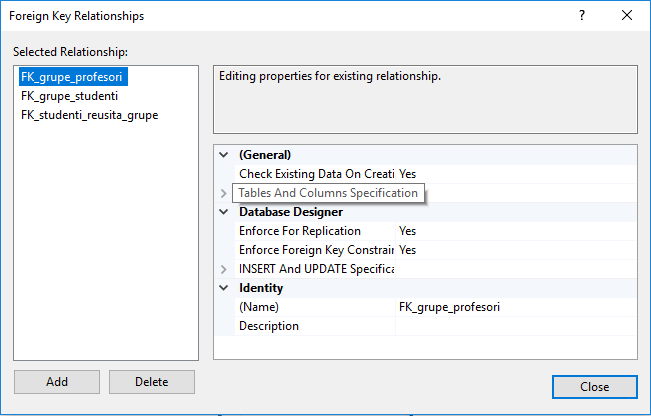 Foreign Key Relationships
Selected Relationship:
FK_grupe_profesori
FK_grupe_studenti
FK_studenti_reusita_grupe
Editing properties for existing relationship.
(General)
Check Existing Data On Creati Yes
Tables And Columns Specification
Database Designer
Enforce For Replication Yes
Enforce Foreign Key Constrain Yes
INSERT And UPDATE Specifica
Identity
(Name) FK_grupe_profesori
Description
Add Delete
Close